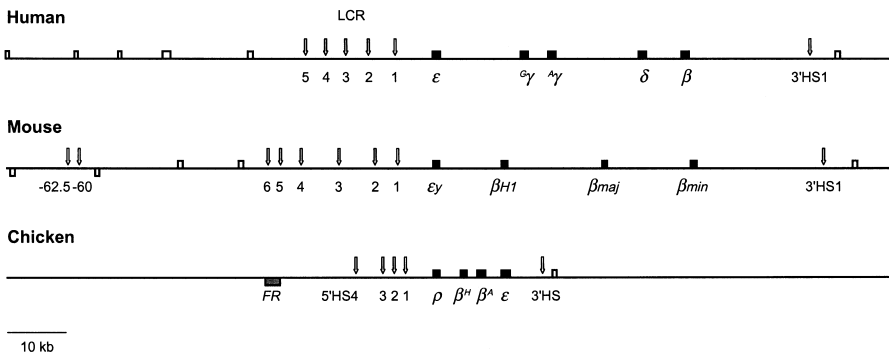 Human
LCR
5 4 3 2 1 ε ᴳγ ᴬγ δ β 3'HS1
Mouse
-62.5 -60 6 5 4 3 2 1 εy βH1 βmaj βmin 3'HS1
Chicken
FR 5'HS4 3 2 1 ρ βᴴ βᴬ ε 3'HS
10 kb